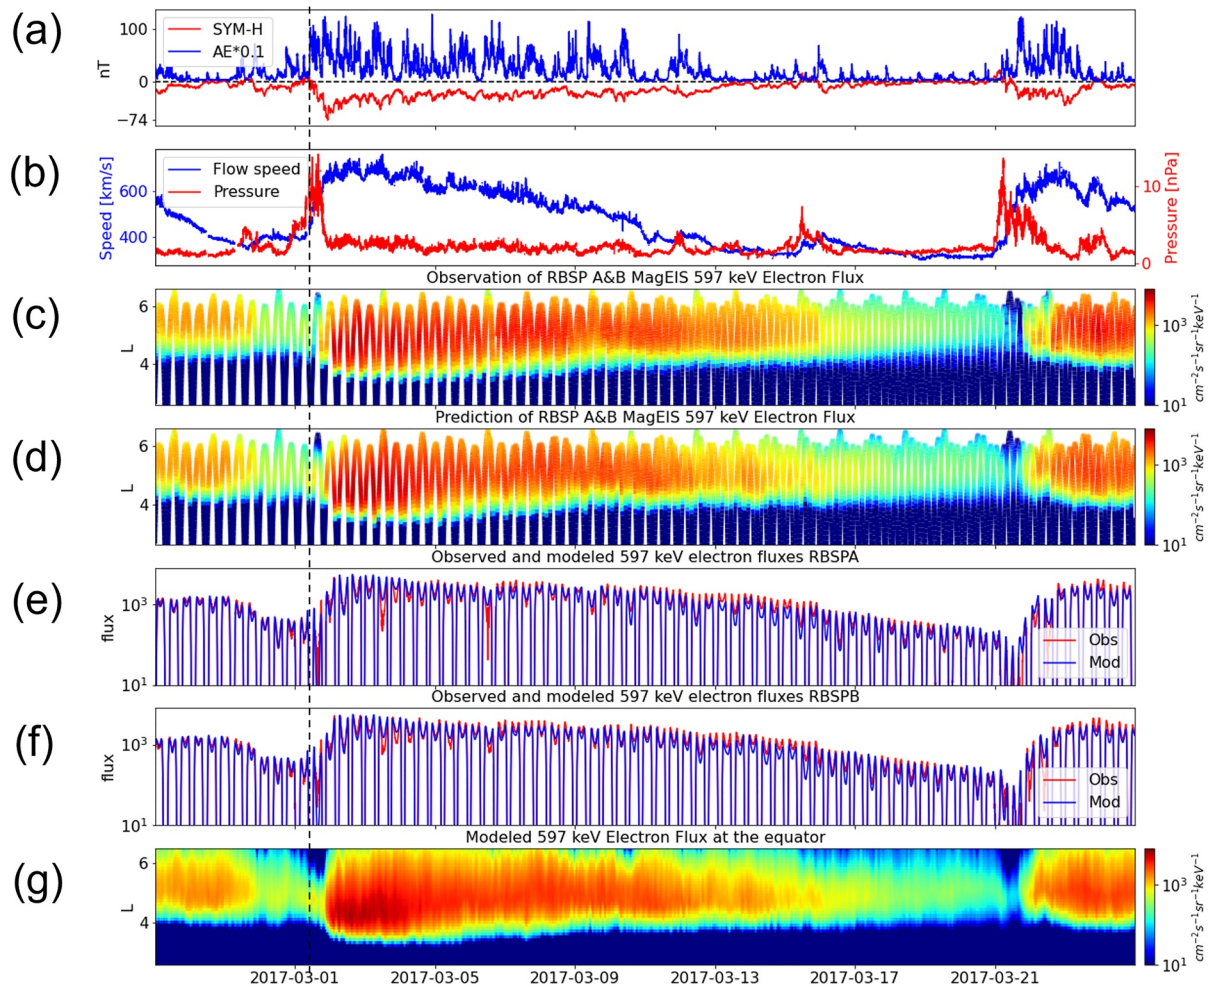 (a)
SYM-H
AE*0.1
nT
100
0
−74
(b)
Flow speed
Pressure
Speed [km/s]
600
400
Pressure [nPa]
10
0
Observation of RBSP A&B MagEIS 597 keV Electron Flux
(c)
L
6
4
10³
10¹
cm⁻²s⁻¹sr⁻¹keV⁻¹
Prediction of RBSP A&B MagEIS 597 keV Electron Flux
(d)
L
6
4
10³
10¹
cm⁻²s⁻¹sr⁻¹keV⁻¹
Observed and modeled 597 keV electron fluxes RBSPA
(e)
flux
10³
10¹
Obs
Mod
Observed and modeled 597 keV electron fluxes RBSPB
(f)
flux
10³
10¹
Obs
Mod
Modeled 597 keV Electron Flux at the equator
(g)
L
6
4
10³
10¹
cm⁻²s⁻¹sr⁻¹keV⁻¹
2017-03-01 2017-03-05 2017-03-09 2017-03-13 2017-03-17 2017-03-21